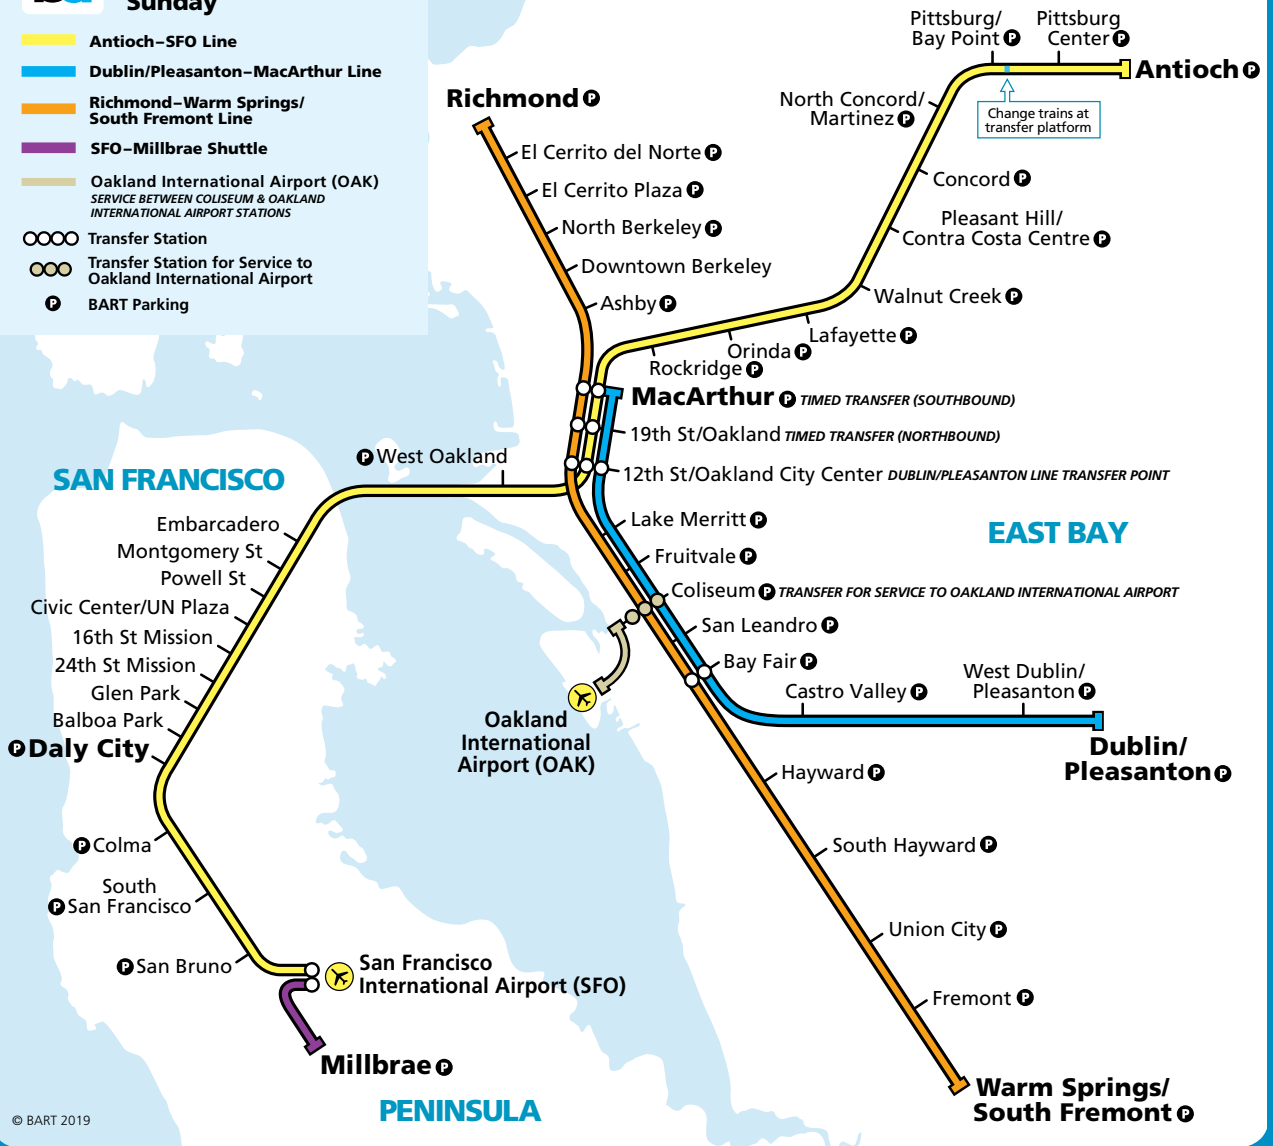 Sunday
Antioch–SFO Line
Dublin/Pleasanton–MacArthur Line
Richmond–Warm Springs/
South Fremont Line
SFO–Millbrae Shuttle
Oakland International Airport (OAK)
SERVICE BETWEEN COLISEUM & OAKLAND
INTERNATIONAL AIRPORT STATIONS
Transfer Station
Transfer Station for Service to
Oakland International Airport
P BART Parking
Pittsburg/
Bay Point P
Pittsburg
Center P
Antioch P
Change trains at
transfer platform
North Concord/
Martinez P
Concord P
Pleasant Hill/
Contra Costa Centre P
Walnut Creek P
Lafayette P
Orinda P
Rockridge P
Richmond P
El Cerrito del Norte P
El Cerrito Plaza P
North Berkeley P
Downtown Berkeley
Ashby P
MacArthur P TIMED TRANSFER (SOUTHBOUND)
19th St/Oakland TIMED TRANSFER (NORTHBOUND)
12th St/Oakland City Center DUBLIN/PLEASANTON LINE TRANSFER POINT
P West Oakland
SAN FRANCISCO
EAST BAY
Lake Merritt P
Fruitvale P
Coliseum P TRANSFER FOR SERVICE TO OAKLAND INTERNATIONAL AIRPORT
San Leandro P
Bay Fair P
Castro Valley P
West Dublin/
Pleasanton P
Dublin/
Pleasanton P
Embarcadero
Montgomery St
Powell St
Civic Center/UN Plaza
16th St Mission
24th St Mission
Glen Park
Balboa Park
P Daly City
Oakland
International
Airport (OAK)
Hayward P
South Hayward P
Union City P
Fremont P
Warm Springs/
South Fremont P
P Colma
South
P San Francisco
P San Bruno
San Francisco
International Airport (SFO)
Millbrae P
PENINSULA
© BART 2019